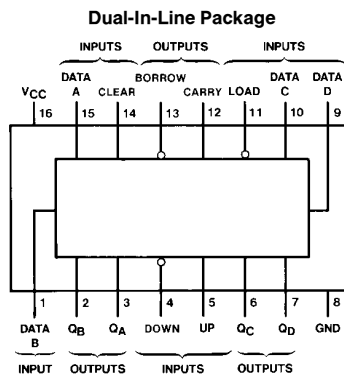 Dual-In-Line Package
INPUTS OUTPUTS INPUTS
DATA A CLEAR BORROW CARRY LOAD DATA C DATA D
VCC
16 15 14 13 12 11 10 9
1 2 3 4 5 6 7 8
DATA B QB QA DOWN UP QC QD GND
INPUT OUTPUTS INPUTS OUTPUTS